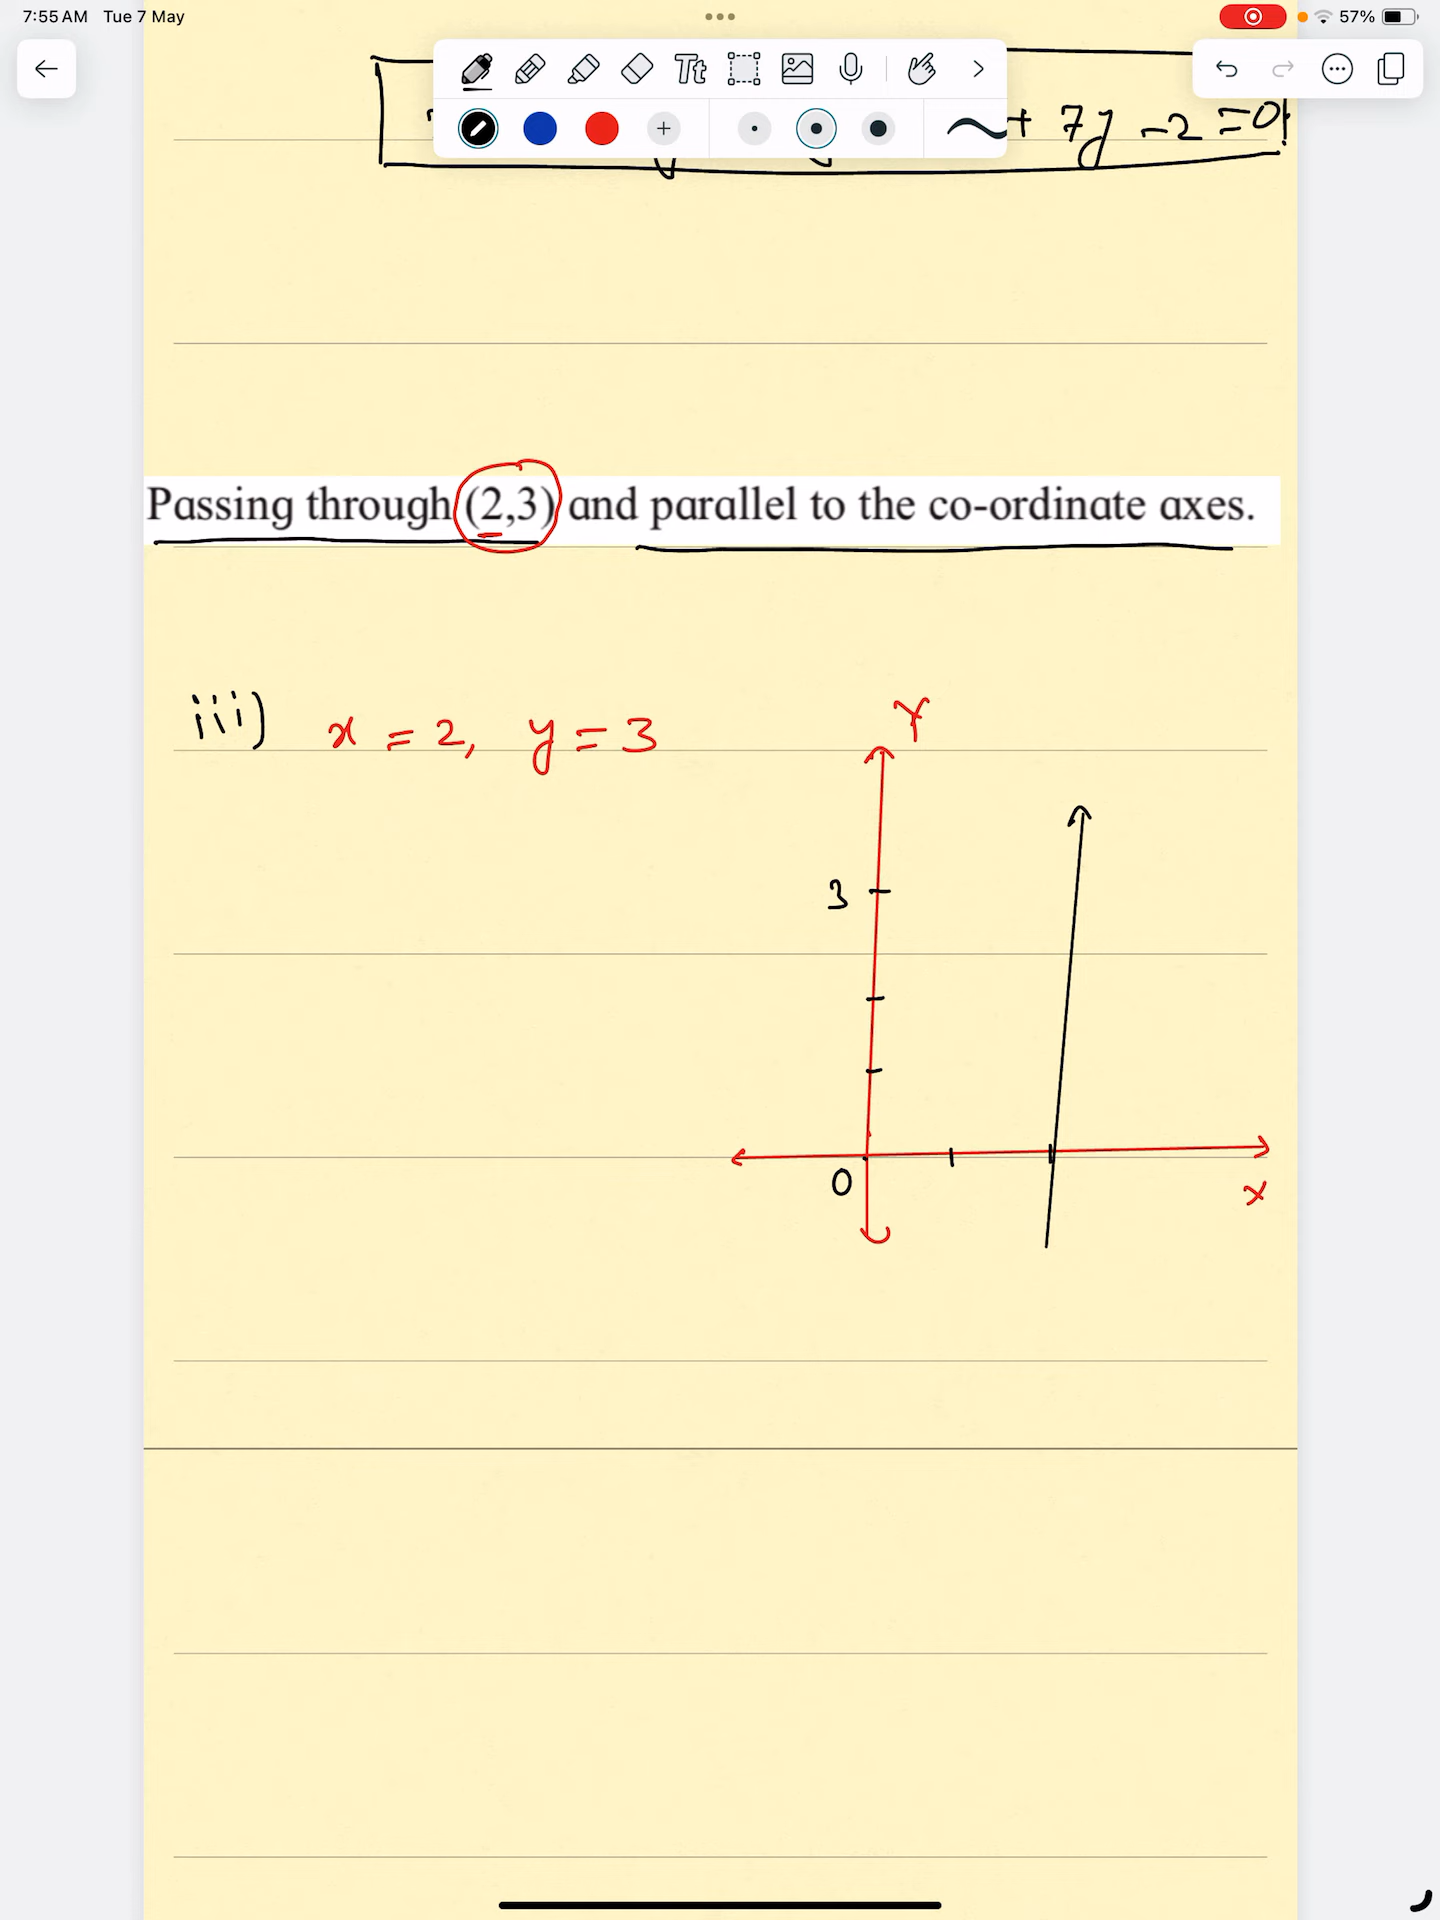 7:55 AM Tue 7 May 57%
Tt
+ 7y - 2 = 0
Passing through (2,3) and parallel to the co-ordinate axes.
iii) x = 2, y = 3
Y
3
0
X